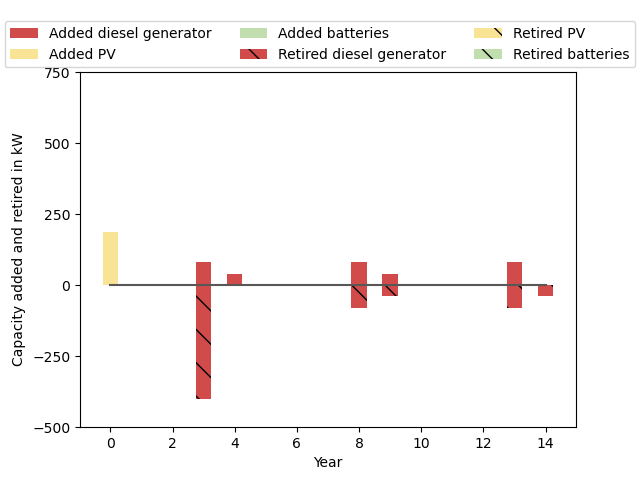 Added diesel generator
Added PV
Added batteries
Retired diesel generator
Retired PV
Retired batteries
750
500
250
0
−250
−500
Capacity added and retired in kW
0 2 4 6 8 10 12 14
Year